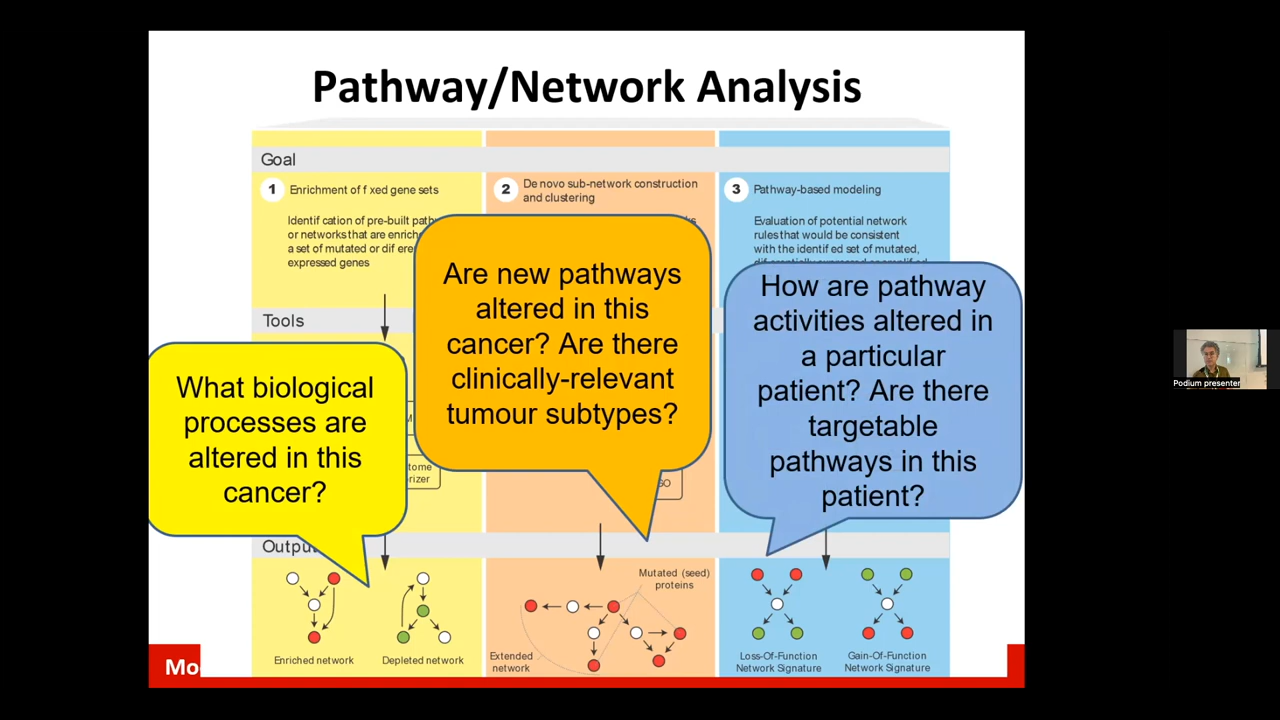 Pathway/Network Analysis
Goal
1 Enrichment of f xed gene sets
Identif cation of pre-built
or networks that are
a set of mutated or dif
expressed genes
2 De novo sub-network construction
and clustering
3 Pathway-based modeling
Evaluation of potential network
rules that would be consistent
with the identif ed set of mutated,
Tools
What biological
processes are
altered in this
cancer?
Are new pathways
altered in this
cancer? Are there
clinically-relevant
tumour subtypes?
How are pathway
activities altered in
a particular
patient? Are there
targetable
pathways in this
patient?
Output
Enriched network
Depleted network
Mutated (seed)
proteins
Extended
network
Loss-Of-Function
Network Signature
Gain-Of-Function
Network Signature
Podium presenter